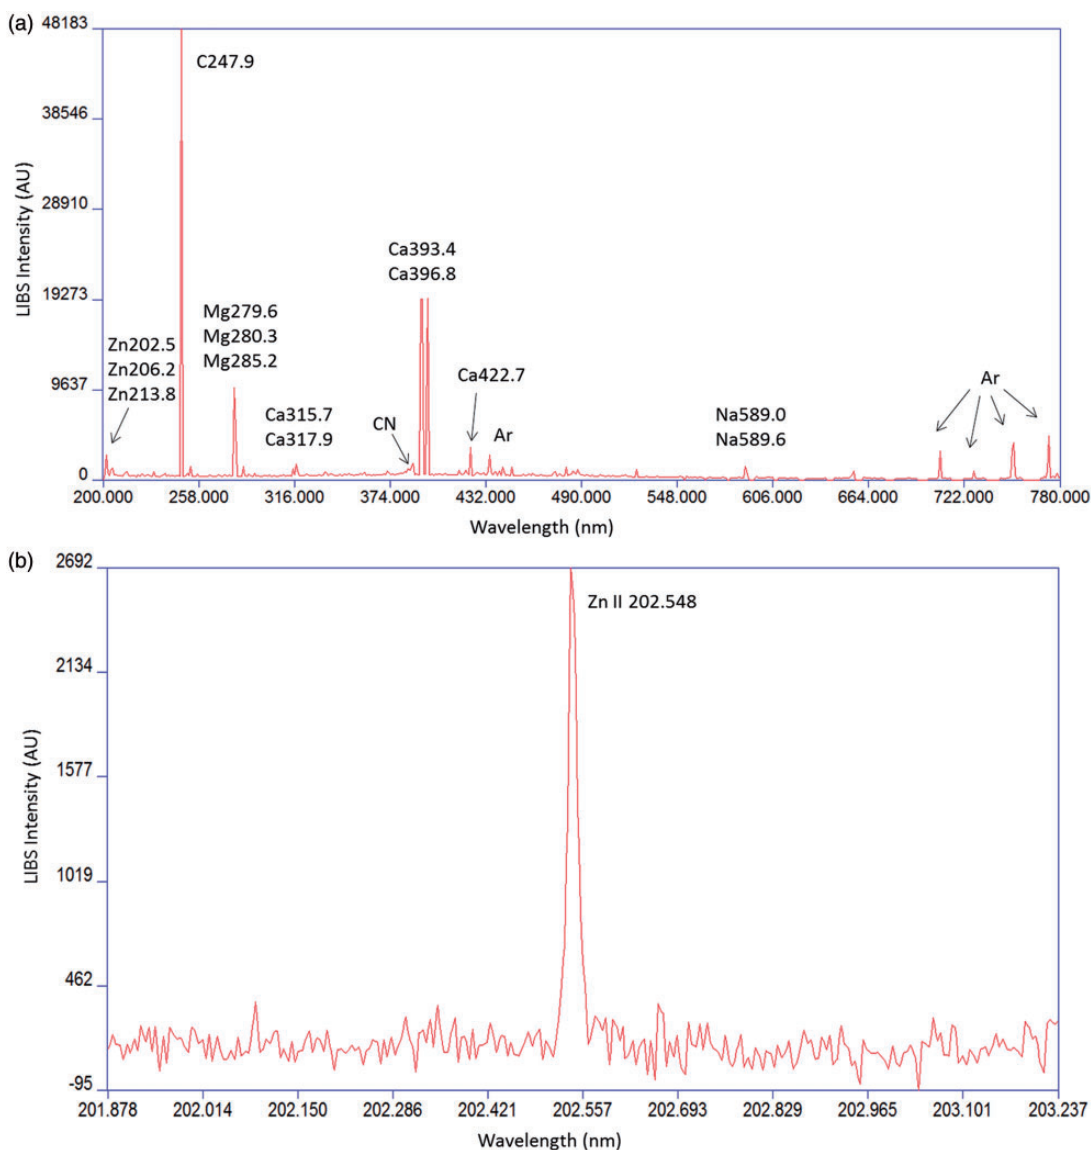 (a)
48183
38546
28910
19273
9637
0
LIBS Intensity (AU)
C247.9
Ca393.4
Ca396.8
Mg279.6
Mg280.3
Mg285.2
Zn202.5
Zn206.2
Zn213.8
Ca315.7
Ca317.9
CN
Ca422.7
Ar
Na589.0
Na589.6
Ar
200.000 258.000 316.000 374.000 432.000 490.000 548.000 606.000 664.000 722.000 780.000
Wavelength (nm)
(b)
2692
2134
1577
1019
462
-95
LIBS Intensity (AU)
Zn II 202.548
201.878 202.014 202.150 202.286 202.421 202.557 202.693 202.829 202.965 203.101 203.237
Wavelength (nm)